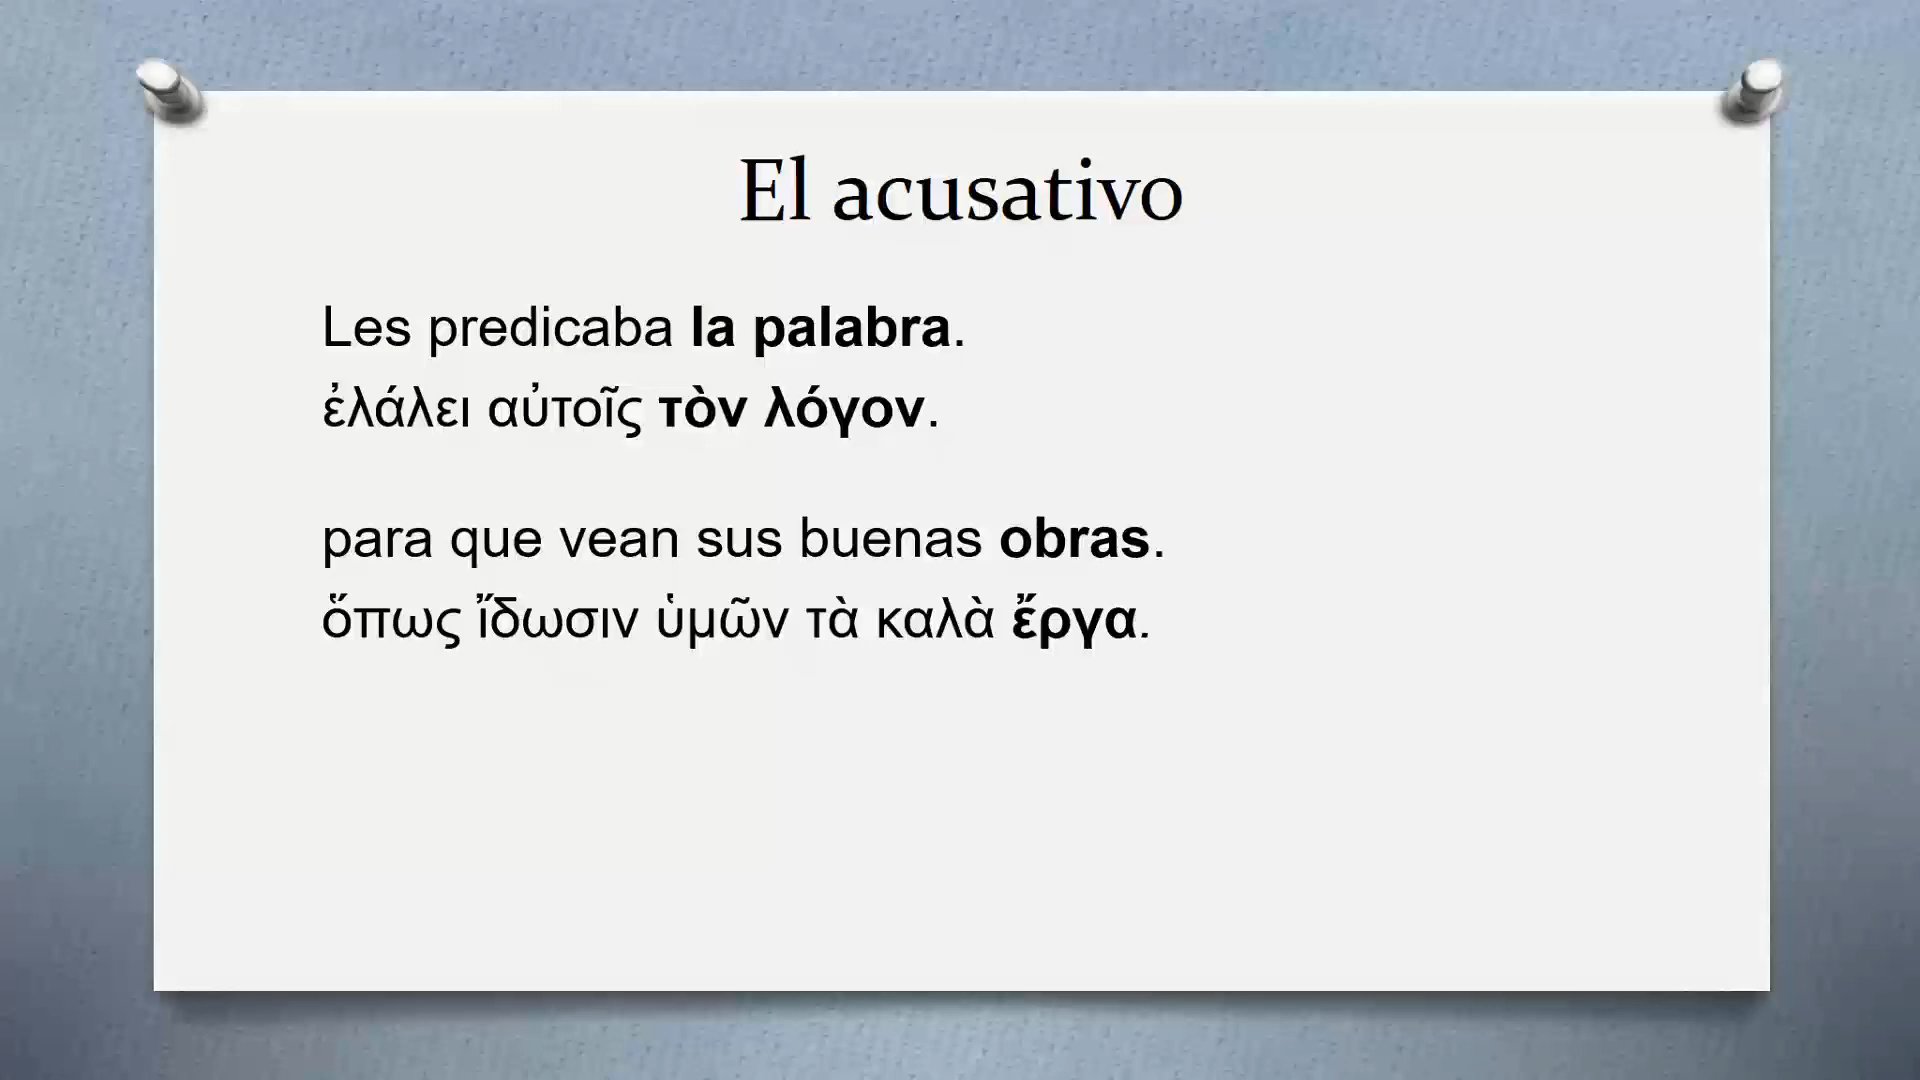 El acusativo
Les predicaba la palabra.
ἐλάλει αὐτοῖς τὸν λόγον.
para que vean sus buenas obras.
ὅπως ἴδωσιν ὑμῶν τὰ καλὰ ἔργα.